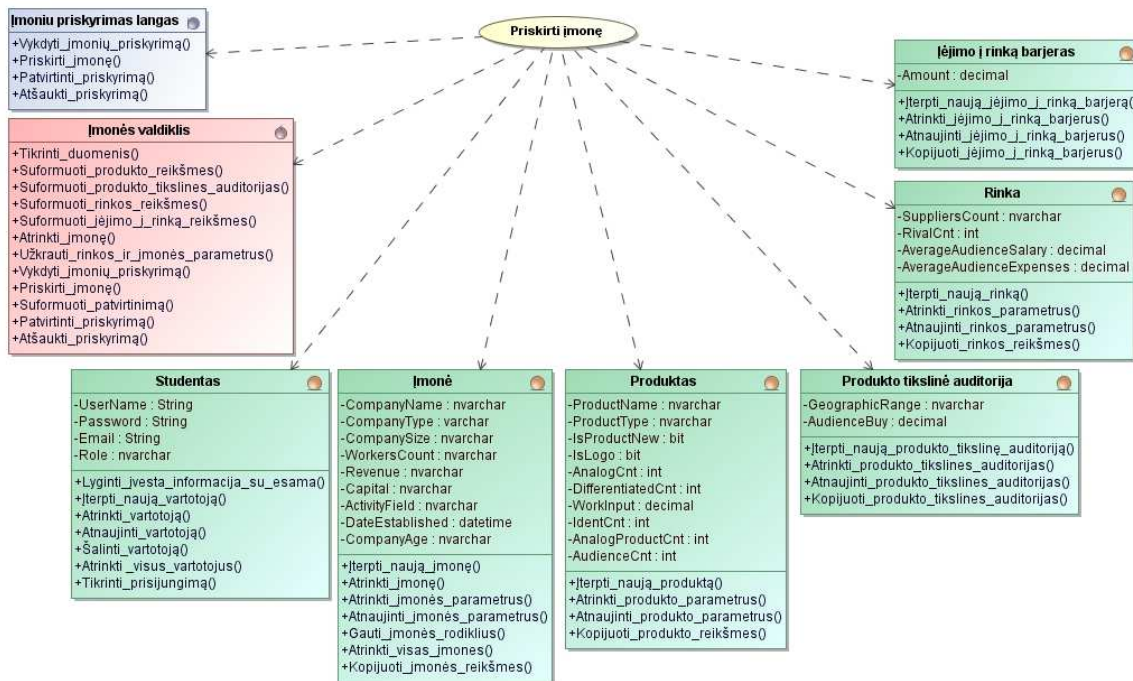 Priskirti įmonę
Įmoniu priskyrimas langas
+Vykdyti_įmonių_priskyrimą()
+Priskirti_įmonę()
+Patvirtinti_priskyrimą()
+Atšaukti_priskyrimą()
Įmonės valdiklis
+Tikrinti_duomenis()
+Suformuoti_produkto_reikšmes()
+Suformuoti_produkto_tikslines_auditorijas()
+Suformuoti_rinkos_reikšmes()
+Suformuoti_įėjimo_į_rinką_reikšmes()
+Atrinkti_įmonę()
+Užkrauti_rinkos_ir_įmonės_parametrus()
+Vykdyti_įmonių_priskyrimą()
+Priskirti_įmonę()
+Suformuoti_patvirtinimą()
+Patvirtinti_priskyrimą()
+Atšaukti_priskyrimą()
Įėjimo į rinką barjeras
-Amount : decimal
+Įterpti_naują_įėjimo_į_rinką_barjerą()
+Atrinkti_įėjimo_į_rinką_barjerus()
+Atnaujinti_įėjimo_į_rinką_barjerus()
+Kopijuoti_įėjimo_į_rinką_barjerus()
Rinka
-SuppliersCount : nvarchar
-RivalCnt : int
-AverageAudienceSalary : decimal
-AverageAudienceExpenses : decimal
+Įterpti_naują_rinką()
+Atrinkti_rinkos_parametrus()
+Atnaujinti_rinkos_parametrus()
+Kopijuoti_rinkos_reikšmes()
Studentas
-UserName : String
-Password : String
-Email : String
-Role : nvarchar
+Lyginti_įvesta_informacija_su_esama()
+Įterpti_naują_vartotoją()
+Atrinkti_vartotoją()
+Atnaujinti_vartotoją()
+Šalinti_vartotoją()
+Atrinkti _visus_vartotojus()
+Tikrinti_prisijungimą()
Įmonė
-CompanyName : nvarchar
-CompanyType : varchar
-CompanySize : nvarchar
-WorkersCount : nvarchar
-Revenue : nvarchar
-Capital : nvarchar
-ActivityField : nvarchar
-DateEstablished : datetime
-CompanyAge : nvarchar
+Įterpti_naują_įmonę()
+Atrinkti_įmonę()
+Atrinkti_įmonės_parametrus()
+Atnaujinti_įmonės_parametrus()
+Gauti_įmonės_rodiklius()
+Atrinkti_visas_įmones()
+Kopijuoti_įmonės_reikšmes()
Produktas
-ProductName : nvarchar
-ProductType : nvarchar
-IsProductNew : bit
-IsLogo : bit
-AnalogCnt : int
-DifferentiatedCnt : int
-WorkInput : decimal
-IdentCnt : int
-AnalogProductCnt : int
-AudienceCnt : int
+Įterpti_naują_produktą()
+Atrinkti_produkto_parametrus()
+Atnaujinti_produkto_parametrus()
+Kopijuoti_produkto_reikšmes()
Produkto tikslinė auditorija
-GeographicRange : nvarchar
-AudienceBuy : decimal
+Įterpti_naują_produkto_tikslinę_auditoriją()
+Atrinkti_produkto_tikslines_auditorijas()
+Atnaujinti_produkto_tikslines_auditorijas()
+Kopijuoti_produkto_tikslines_auditorijas()